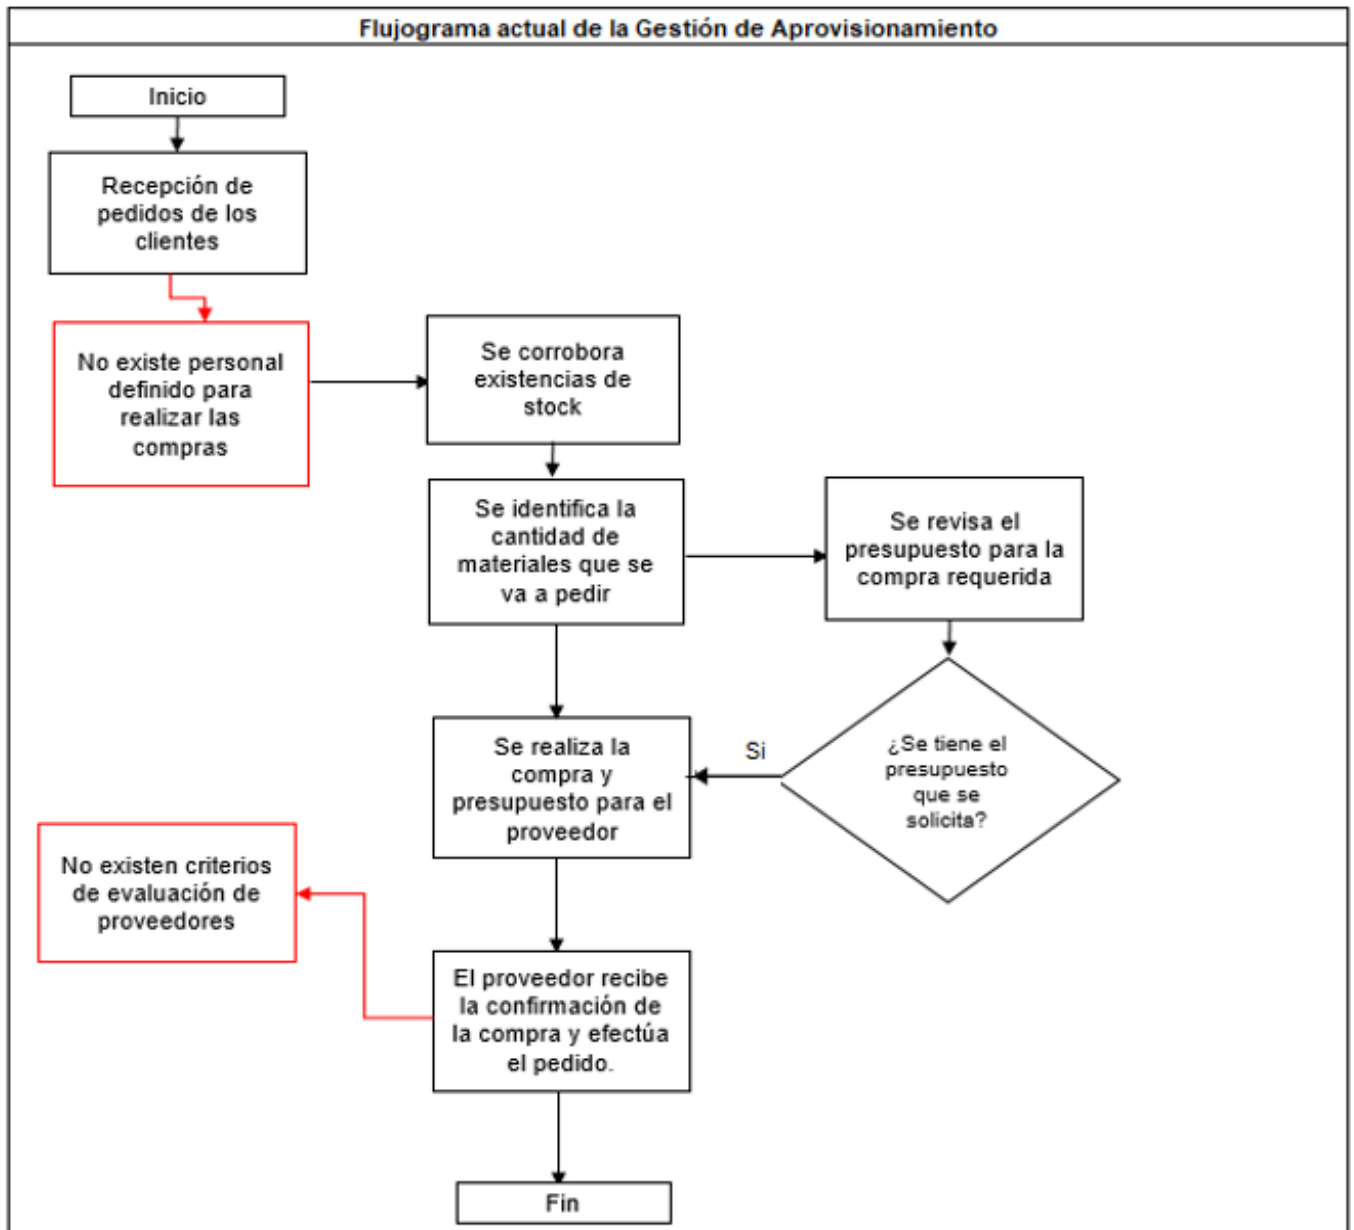 Flujograma actual de la Gestión de Aprovisionamiento
Inicio
Recepción de
pedidos de los
clientes
No existe personal
definido para
realizar las
compras
Se corrobora
existencias de
stock
Se identifica la
cantidad de
materiales que se
va a pedir
Se revisa el
presupuesto para la
compra requerida
¿Se tiene el
presupuesto
que se
solicita?
Si
Se realiza la
compra y
presupuesto para el
proveedor
No existen criterios
de evaluación de
proveedores
El proveedor recibe
la confirmación de
la compra y efectúa
el pedido.
Fin